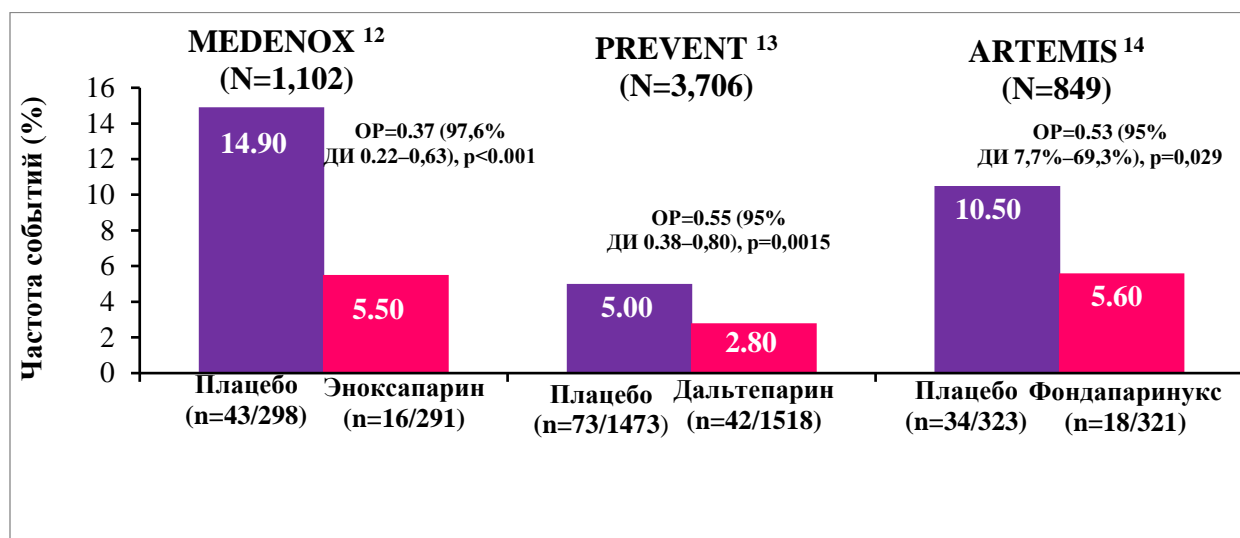 MEDENOX 12
(N=1,102)
PREVENT 13
(N=3,706)
ARTEMIS 14
(N=849)
Частота событий (%)
16
14
12
10
8
6
4
2
0
ОР=0.37 (97,6%
ДИ 0.22–0,63), p<0.001
ОР=0.55 (95%
ДИ 0.38–0,80), p=0,0015
ОР=0.53 (95%
ДИ 7,7%–69,3%), p=0,029
14.90
5.50
5.00
2.80
10.50
5.60
Плацебо
(n=43/298)
Эноксапарин
(n=16/291)
Плацебо
(n=73/1473)
Дальтепарин
(n=42/1518)
Плацебо
(n=34/323)
Фондапаринукс
(n=18/321)